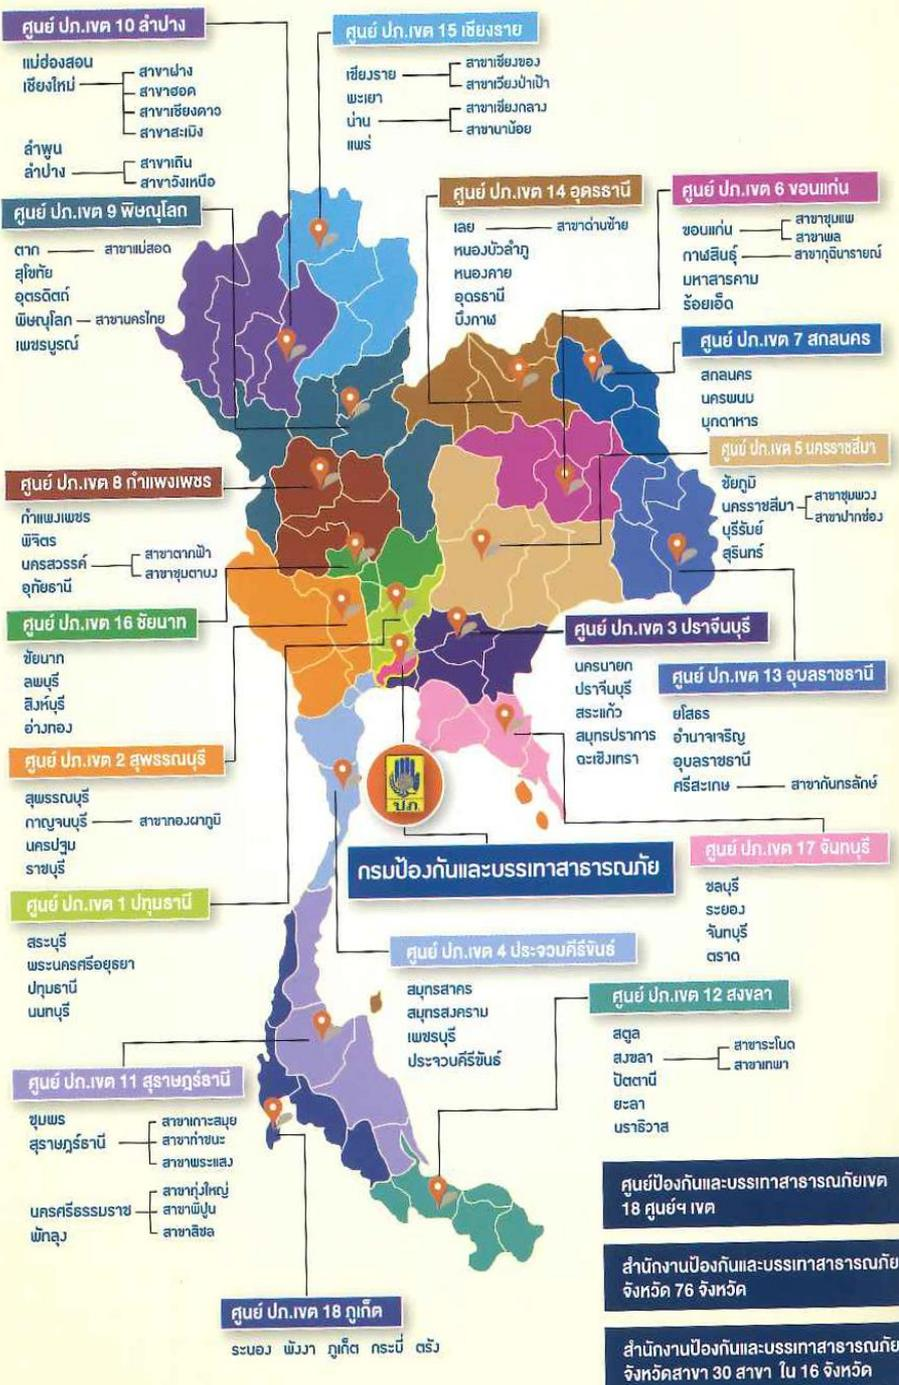 ศูนย์ ปภ.เขต 10 ลำปาง
แม่ฮ่องสอน
เชียงใหม่
สาขาฝาง
สาขาฮอด
สาขาเชียงดาว
สาขาสะเมิง
ลำพูน
ลำปาง
สาขาเถิน
สาขาวังเหนือ
ศูนย์ ปภ.เขต 15 เชียงราย
เชียงราย
สาขาเชียงของ
สาขาเวียงป่าเป้า
พะเยา
น่าน
สาขาเชียงกลาง
สาขานาน้อย
แพร่
ศูนย์ ปภ.เขต 9 พิษณุโลก
ตาก
สาขาแม่สอด
สุโขทัย
อุตรดิตถ์
พิษณุโลก
สาขานครไทย
เพชรบูรณ์
ศูนย์ ปภ.เขต 14 อุดรธานี
เลย
สาขาด่านซ้าย
หนองบัวลำภู
หนองคาย
อุดรธานี
บึงกาฬ
ศูนย์ ปภ.เขต 6 ขอนแก่น
ขอนแก่น
สาขาชุมแพ
สาขาพล
กาฬสินธุ์
สาขากุฉินารายณ์
มหาสารคาม
ร้อยเอ็ด
ศูนย์ ปภ.เขต 7 สกลนคร
สกลนคร
นครพนม
มุกดาหาร
ศูนย์ ปภ.เขต 5 นครราชสีมา
ชัยภูมิ
นครราชสีมา
สาขาชุมพวง
สาขาปากช่อง
บุรีรัมย์
สุรินทร์
ศูนย์ ปภ.เขต 8 กำแพงเพชร
กำแพงเพชร
พิจิตร
นครสวรรค์
สาขาตากฟ้า
สาขาชุมตาบง
อุทัยธานี
ศูนย์ ปภ.เขต 16 ชัยนาท
ชัยนาท
ลพบุรี
สิงห์บุรี
อ่างทอง
ศูนย์ ปภ.เขต 3 ปราจีนบุรี
นครนายก
ปราจีนบุรี
สระแก้ว
สมุทรปราการ
ฉะเชิงเทรา
ศูนย์ ปภ.เขต 13 อุบลราชธานี
ยโสธร
อำนาจเจริญ
อุบลราชธานี
ศรีสะเกษ
สาขากันทรลักษ์
ศูนย์ ปภ.เขต 2 สุพรรณบุรี
สุพรรณบุรี
กาญจนบุรี
สาขาทองผาภูมิ
นครปฐม
ราชบุรี
ปภ.
กรมป้องกันและบรรเทาสาธารณภัย
ศูนย์ ปภ.เขต 17 จันทบุรี
ชลบุรี
ระยอง
จันทบุรี
ตราด
ศูนย์ ปภ.เขต 1 ปทุมธานี
สระบุรี
พระนครศรีอยุธยา
ปทุมธานี
นนทบุรี
ศูนย์ ปภ.เขต 4 ประจวบคีรีขันธ์
สมุทรสาคร
สมุทรสงคราม
เพชรบุรี
ประจวบคีรีขันธ์
ศูนย์ ปภ.เขต 12 สงขลา
สตูล
สงขลา
สาขาระโนด
สาขาเทพา
ปัตตานี
ยะลา
นราธิวาส
ศูนย์ ปภ.เขต 11 สุราษฎร์ธานี
ชุมพร
สุราษฎร์ธานี
สาขาเกาะสมุย
สาขาท่าชนะ
สาขาพระแสง
นครศรีธรรมราช
สาขาทุ่งใหญ่
สาขาพิปูน
สาขาสิชล
พัทลุง
ศูนย์ ปภ.เขต 18 ภูเก็ต
ระนอง พังงา ภูเก็ต กระบี่ ตรัง
ศูนย์ป้องกันและบรรเทาสาธารณภัยเขต
18 ศูนย์ฯ เขต
สำนักงานป้องกันและบรรเทาสาธารณภัย
จังหวัด 76 จังหวัด
สำนักงานป้องกันและบรรเทาสาธารณภัย
จังหวัดสาขา 30 สาขา ใน 16 จังหวัด